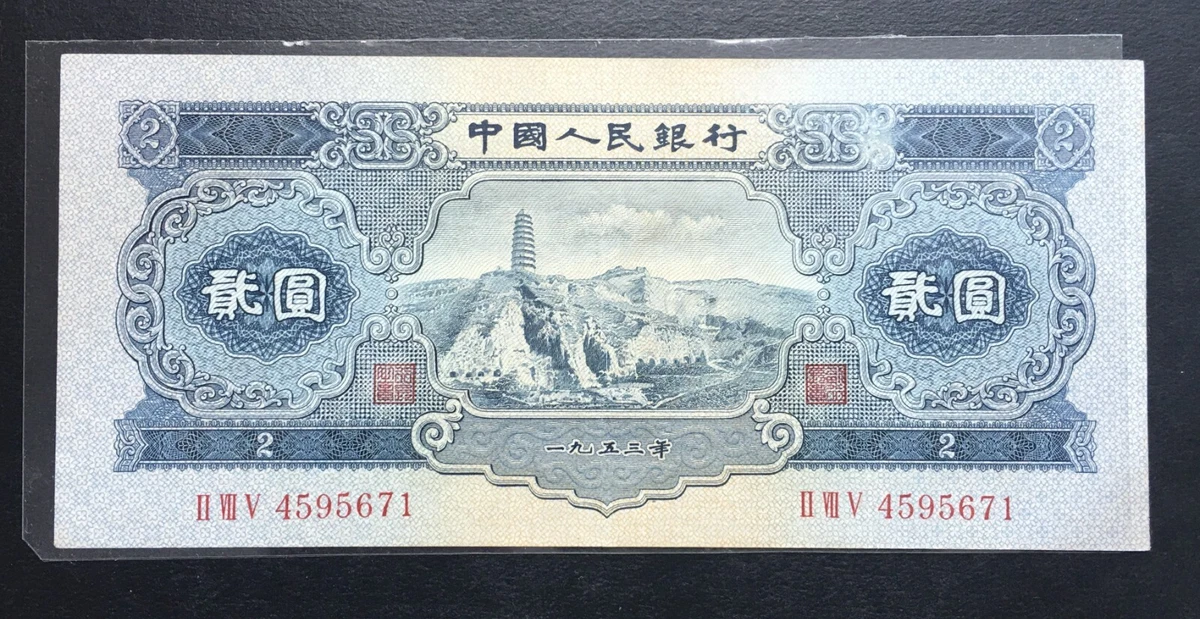 2 中國人民銀行 2
貳圓 貳圓
2 一九五三年 2
II VII V 4595671 II VII V 4595671